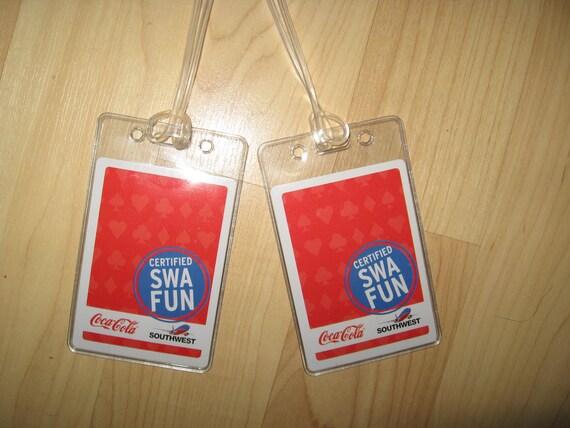 CERTIFIED
SWA
FUN
Coca-Cola
SOUTHWEST
CERTIFIED
SWA
FUN
Coca-Cola
SOUTHWEST